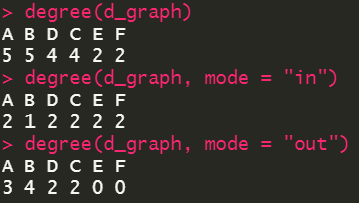 > degree(d_graph)
A B D C E F
5 5 4 4 2 2
> degree(d_graph, mode = "in")
A B D C E F
2 1 2 2 2 2
> degree(d_graph, mode = "out")
A B D C E F
3 4 2 2 0 0